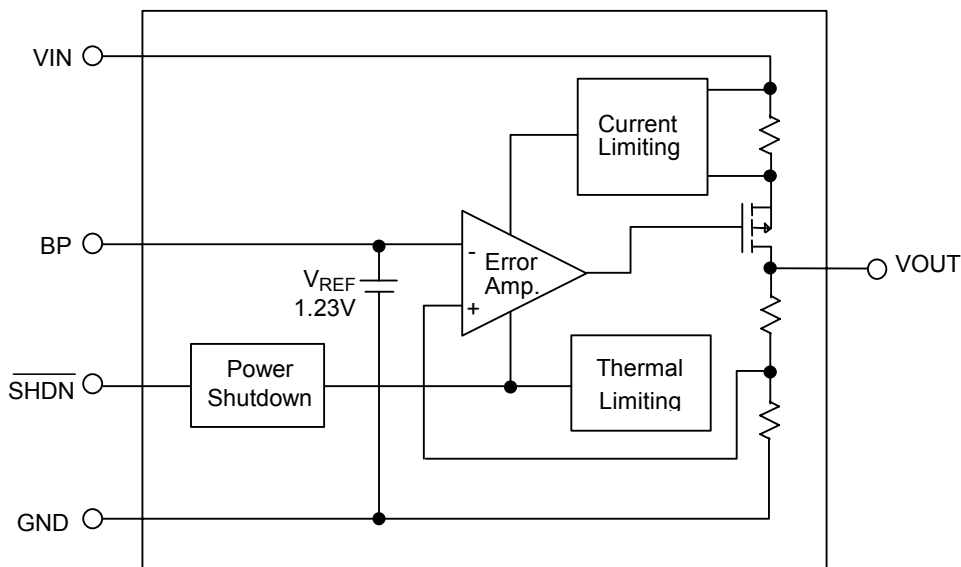 VIN
Current
Limiting
BP
-
Error
Amp.
+
VREF
1.23V
VOUT
SHDN
Power
Shutdown
Thermal
Limiting
GND